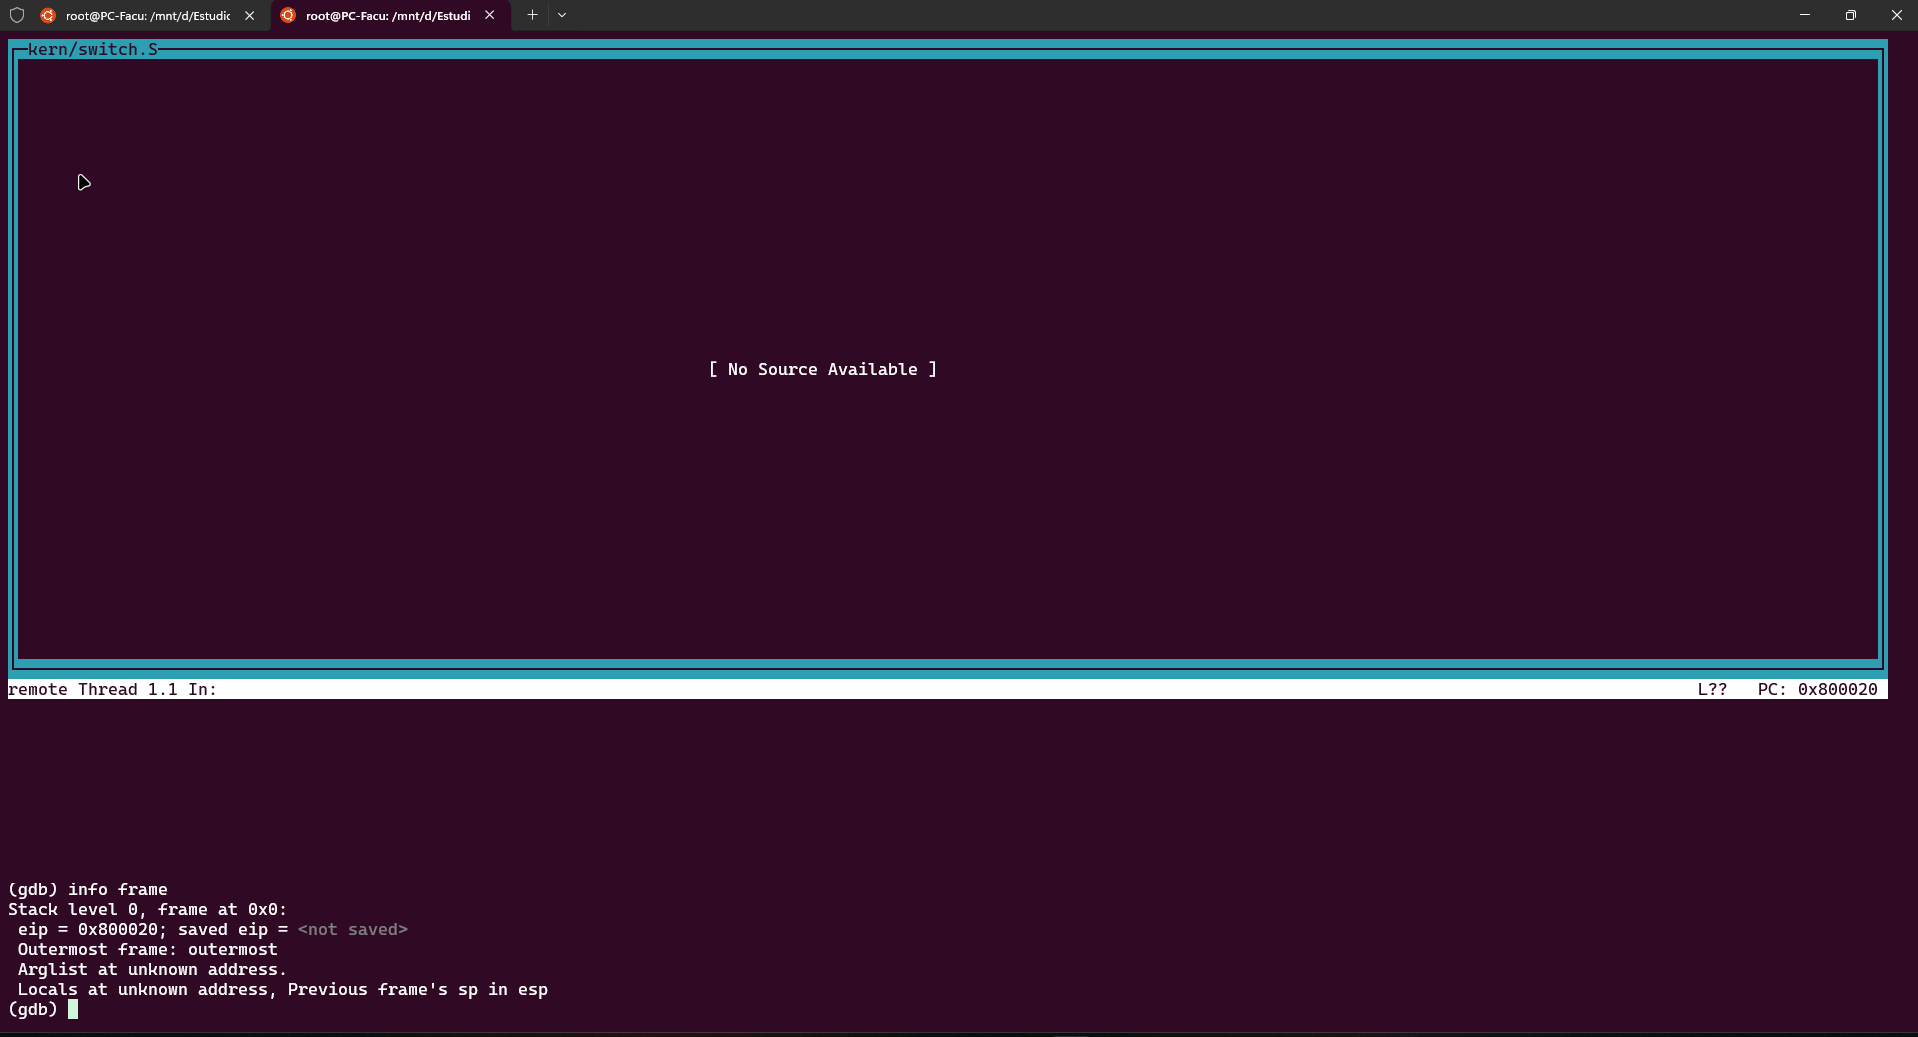 root@PC-Facu: /mnt/d/Estudic
root@PC-Facu: /mnt/d/Estudi
kern/switch.S
[ No Source Available ]
remote Thread 1.1 In: L?? PC: 0x800020
(gdb) info frame
Stack level 0, frame at 0x0:
eip = 0x800020; saved eip = <not saved>
Outermost frame: outermost
Arglist at unknown address.
Locals at unknown address, Previous frame's sp in esp
(gdb)